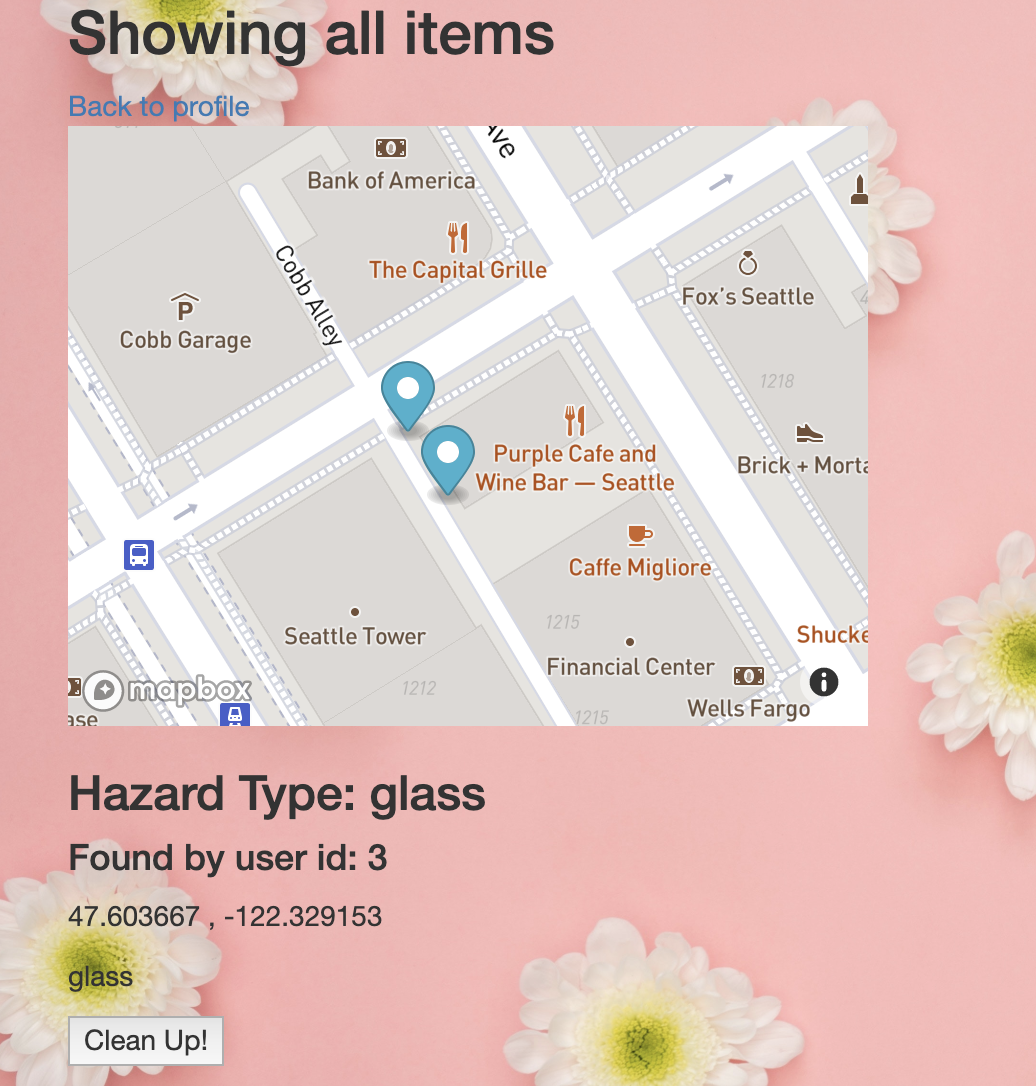 Showing all items
Back to profile
Ave
Bank of America
The Capital Grille
Cobb Alley
Fox's Seattle
Cobb Garage
P
4
1218
Purple Cafe and
Wine Bar — Seattle
Brick + Morta
Caffe Migliore
1215
Seattle Tower
Shucke
Financial Center
1212
mapbox
Wells Fargo
ase
1215
Hazard Type: glass
Found by user id: 3
47.603667 , -122.329153
glass
Clean Up!